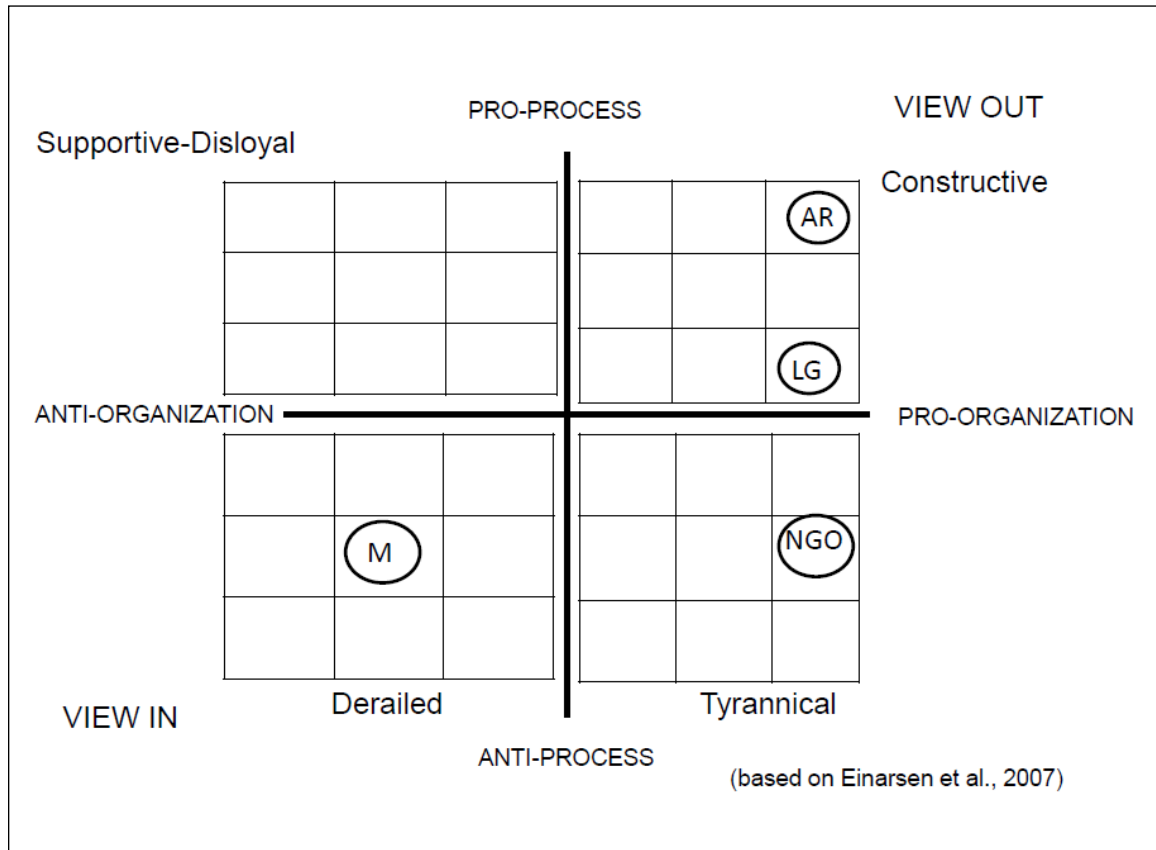 PRO-PROCESS
VIEW OUT
Supportive-Disloyal
Constructive
AR
LG
ANTI-ORGANIZATION
PRO-ORGANIZATION
M
NGO
Derailed
Tyrannical
VIEW IN
ANTI-PROCESS
(based on Einarsen et al., 2007)